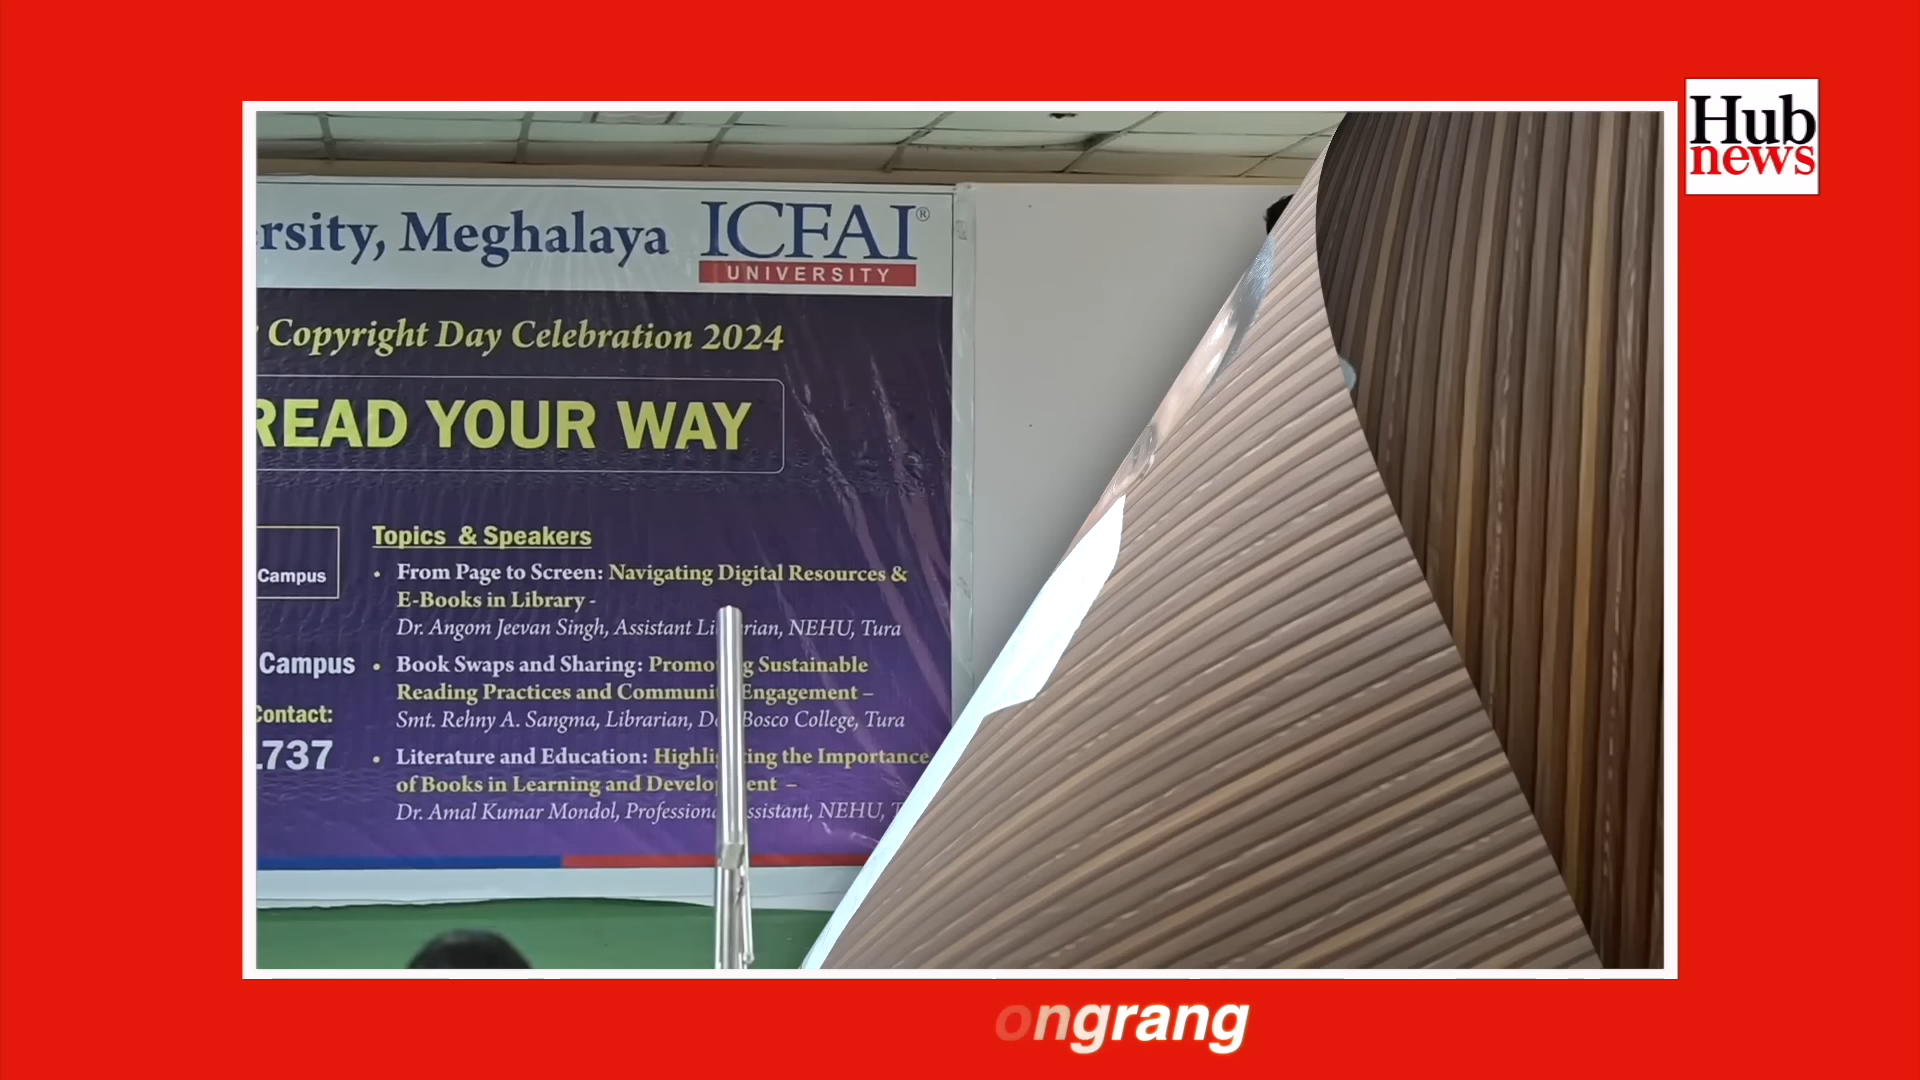 Hub
news
rsity, Meghalaya ICFAI®
UNIVERSITY
Copyright Day Celebration 2024
READ YOUR WAY
Topics & Speakers
Campus
• From Page to Screen: Navigating Digital Resources &
E-Books in Library -
Dr. Angom Jeevan Singh, Assistant Li rian, NEHU, Tura
Campus
• Book Swaps and Sharing: Promo g Sustainable
Reading Practices and Communi Engagement –
Smt. Rehny A. Sangma, Librarian, Do Bosco College, Tura
Contact:
1737
• Literature and Education: Highli ing the Importance
of Books in Learning and Develop ent –
Dr. Amal Kumar Mondol, Profession ssistant, NEHU, T
ongrang